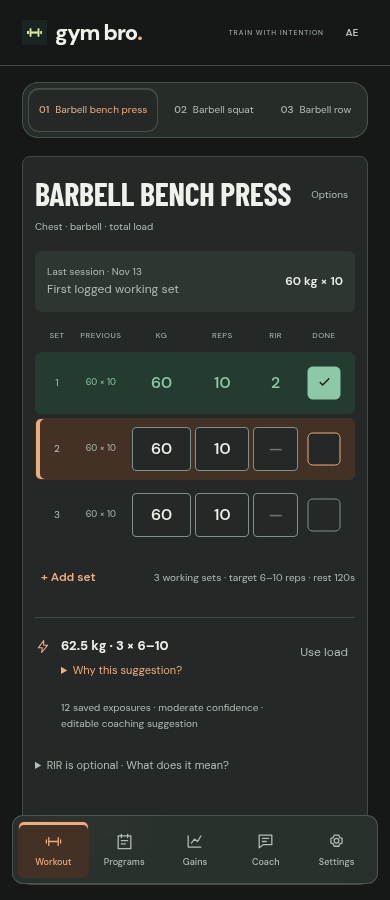 gym bro.
TRAIN WITH INTENTION
AE
01 Barbell bench press
02 Barbell squat
03 Barbell row
BARBELL BENCH PRESS
Options
Chest · barbell · total load
Last session · Nov 13
First logged working set
60 kg × 10
SET PREVIOUS KG REPS RIR DONE
1 60 × 10 60 10 2
2 60 × 10 60 10 —
3 60 × 10 60 10 —
+ Add set
3 working sets · target 6–10 reps · rest 120s
62.5 kg · 3 × 6–10
Use load
Why this suggestion?
12 saved exposures · moderate confidence ·
editable coaching suggestion
RIR is optional · What does it mean?
Workout Programs Gains Coach Settings